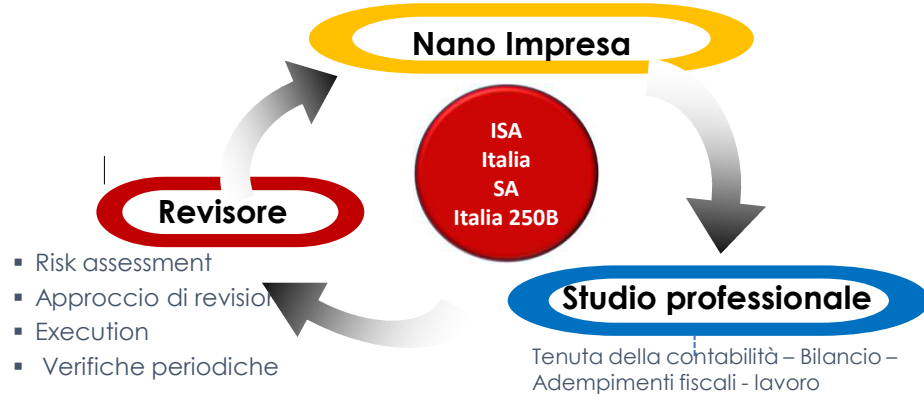 Nano Impresa
ISA
Italia
SA
Italia 250B
Revisore
▪ Risk assessment
▪ Approccio di revision
▪ Execution
▪ Verifiche periodiche
Studio professionale
Tenuta della contabilità – Bilancio –
Adempimenti fiscali - lavoro